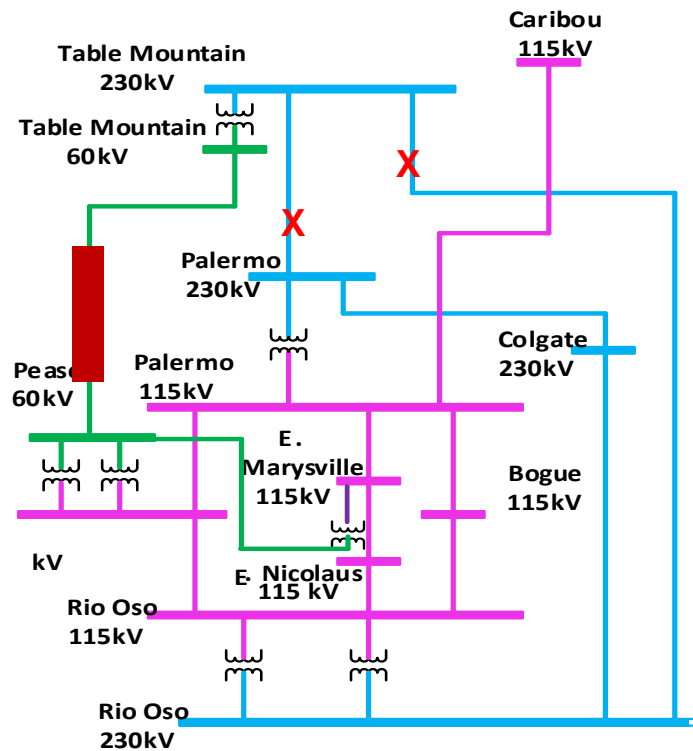 Caribou
115kV
Table Mountain
230kV
Table Mountain
60kV
X
X
Palermo
230kV
Colgate
230kV
Palermo
115kV
Peas
60kV
E.
Marysville
115kV
Bogue
115kV
kV
E. Nicolaus
115 kV
Rio Oso
115kV
Rio Oso
230kV